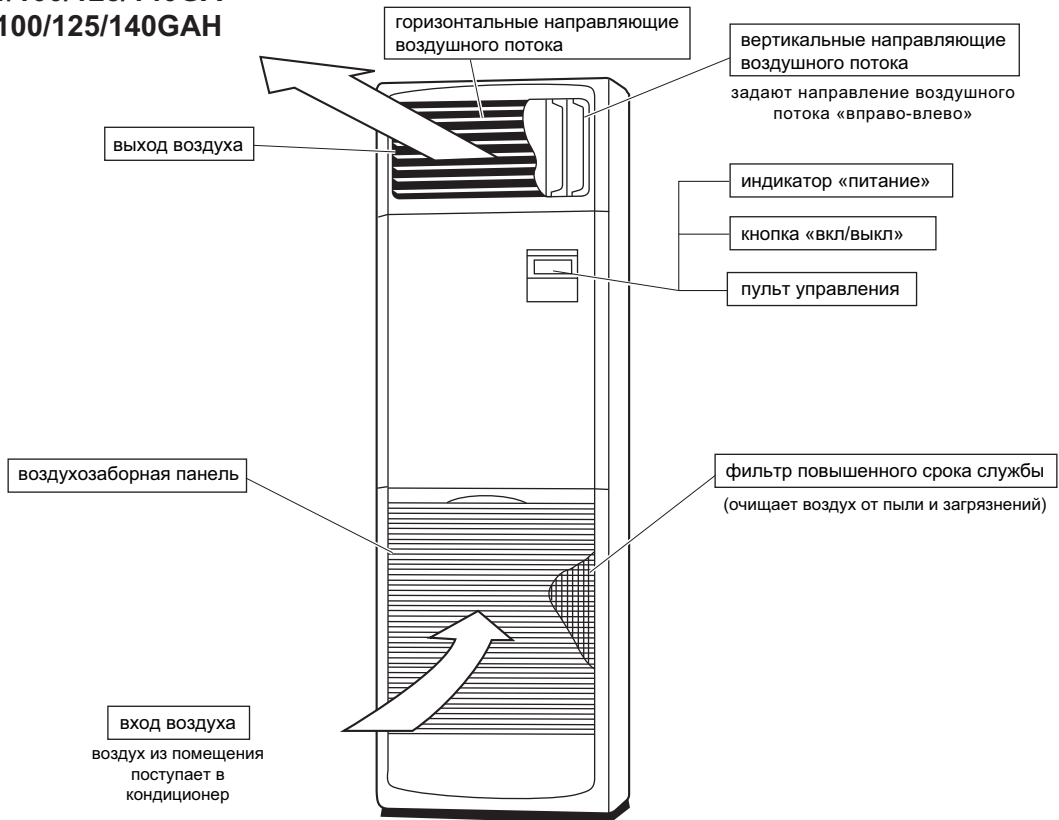 100/125/140GAH
горизонтальные направляющие
воздушного потока
вертикальные направляющие
воздушного потока
задают направление воздушного
потока «вправо-влево»
выход воздуха
индикатор «питание»
кнопка «вкл/выкл»
пульт управления
воздухозаборная панель
фильтр повышенного срока службы
(очищает воздух от пыли и загрязнений)
вход воздуха
воздух из помещения
поступает в
кондиционер